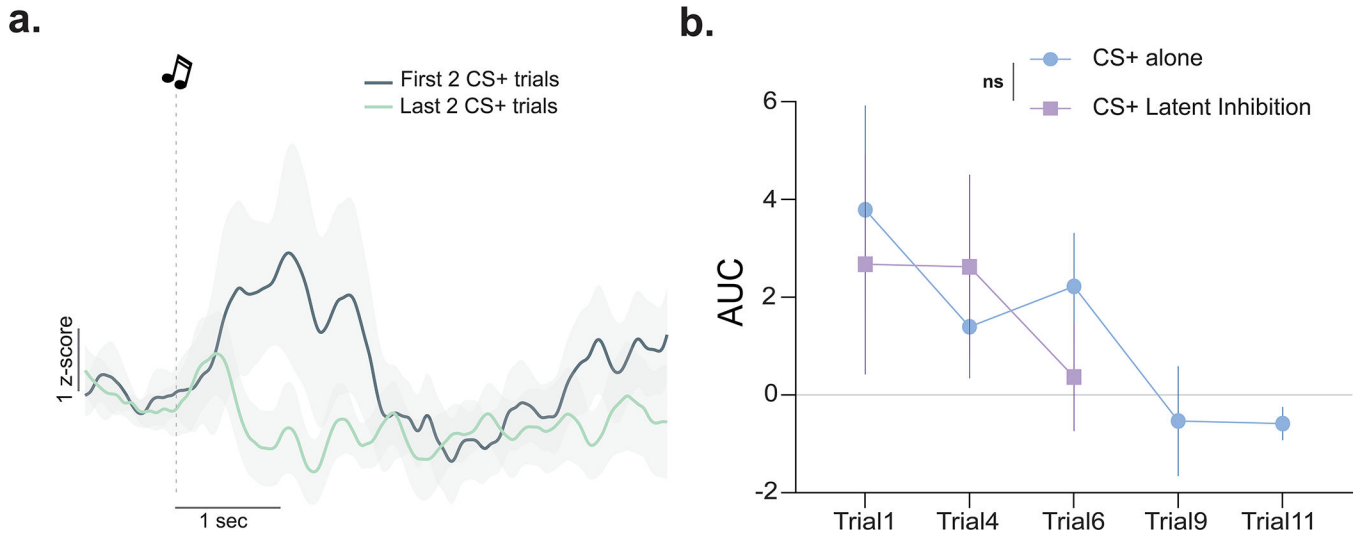 a.
First 2 CS+ trials
Last 2 CS+ trials
1 z-score
1 sec
b.
ns
CS+ alone
CS+ Latent Inhibition
AUC
6
4
2
0
-2
Trial1 Trial4 Trial6 Trial9 Trial11